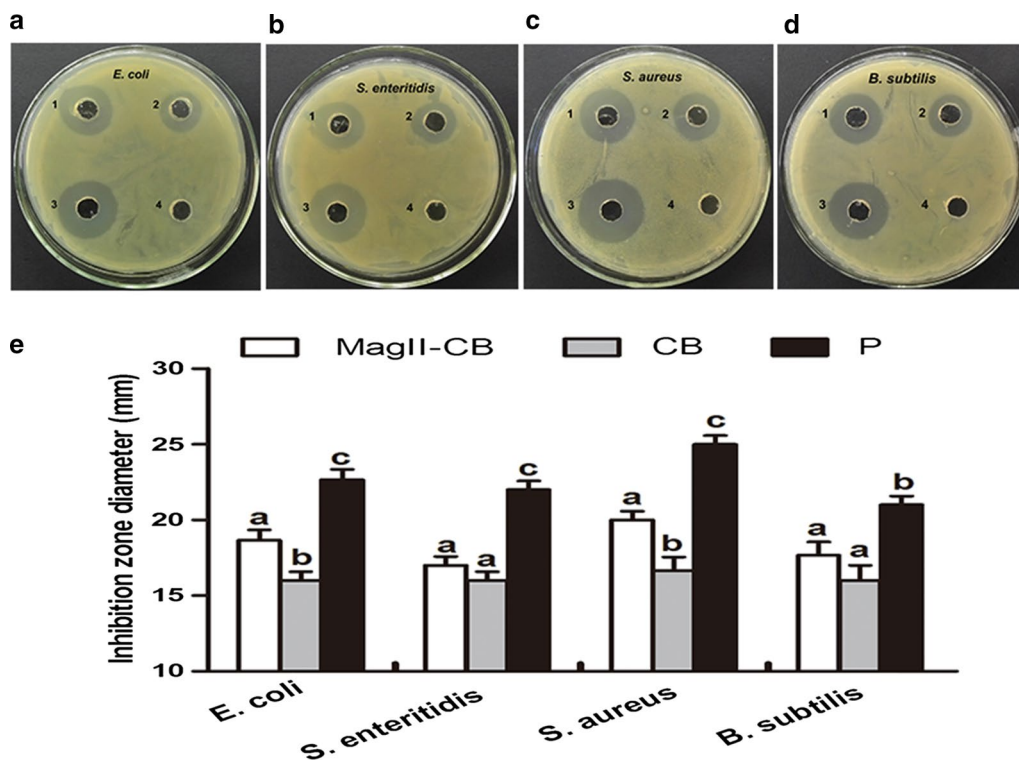 a
b
c
d
E. coli
1
2
3
4
S. enteritidis
1
2
3
4
S. aureus
1
2
3
4
B. subtilis
1
2
3
4
e
MagII-CB CB P
Inhibition zone diameter (mm)
30
25
20
15
10
a b c
a a c
a b c
a a b
E. coli
S. enteritidis
S. aureus
B. subtilis